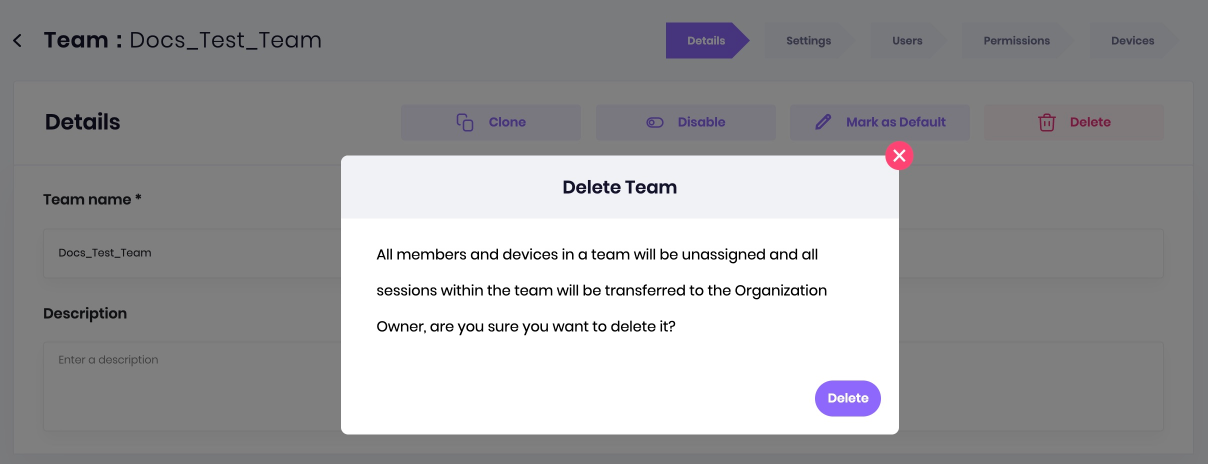 Team : Docs_Test_Team
Details
Settings
Users
Permissions
Devices
Details
Clone
Disable
Mark as Default
Delete
Delete Team
Team name *
Docs_Test_Team
All members and devices in a team will be unassigned and all
sessions within the team will be transferred to the Organization
Owner, are you sure you want to delete it?
Description
Enter a description
Delete